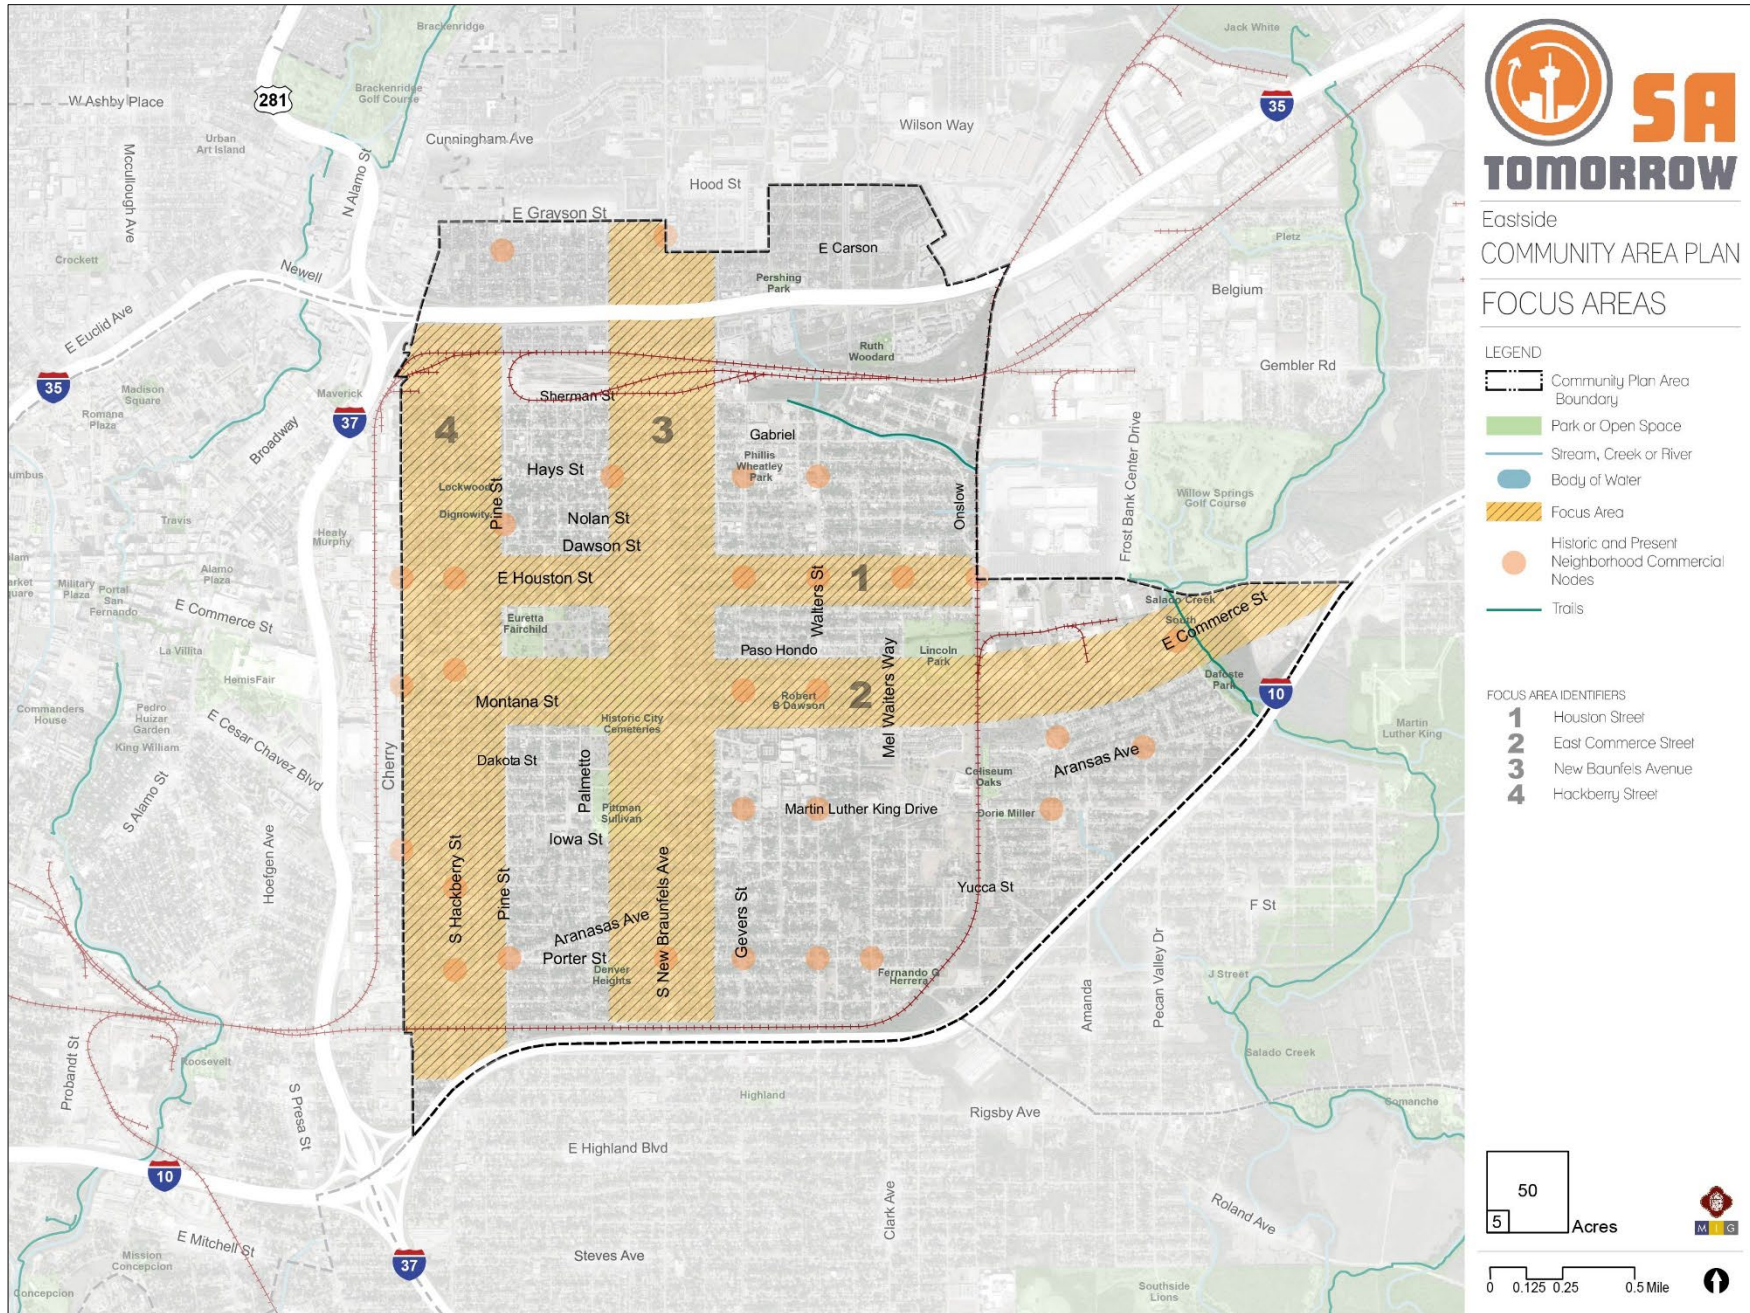 Brackenridge
Jack White
W Ashby Place
281
Brackenridge
Golf Course
35
Urban
Art Island
Cunningham Ave
Wilson Way
Mccullough Ave
N Alamo St
Hood St
E Grayson St
E Carson
Pletz
Crockett
Newell
Pershing
Park
Belgium
E Euclid Ave
Ruth
Woodard
Gembler Rd
35
Madison
Square
Maverick
Sherman St
Romana
Plaza
37
Broadway
4
3
Gabriel
Frost Bank Center Drive
Hays St
Phillis
Wheatley
Park
Lockwood
Pine St
Onslow
Willow Springs
Golf Course
Dignowity
Nolan St
Travis
Healy
Murphy
Dawson St
Alamo
Plaza
E Houston St
1
Walters St
Military
Plaza
Portal
San
Fernando
E Commerce St
Salado Creek
South
E Commerce St
Euretta
Fairchild
La Villita
Paso Hondo
Mel Waiters Way
Lincoln
Park
HemisFair
Dafoste
Park
10
Montana St
Robert
B Dawson
2
Commanders
House
Pedro
Huizar
Garden
King William
E Cesar Chavez Blvd
Historic City
Cemeteries
Martin
Luther King
Cherry
Dakota St
Palmetto
Aransas Ave
Coliseum
Oaks
S Alamo St
Pittman
Sullivan
Martin Luther King Drive
Dorie Miller
Hoefgen Ave
Iowa St
S Hackberry St
Pine St
S New Braunfels Ave
Gevers St
Yucca St
F St
Aranasas Ave
Porter St
Denver
Heights
Fernando G
Herrera
Pecan Valley Dr
J Street
Amanda
Probandt St
Roosevelt
Salado Creek
S Presa St
Highland
Rigsby Ave
Comanche
E Highland Blvd
10
Clark Ave
Roland Ave
E Mitchell St
Mission
Concepcion
37
Steves Ave
Concepcion
Southside
Lions
SA
TOMORROW
Eastside
COMMUNITY AREA PLAN
FOCUS AREAS
LEGEND
Community Plan Area
Boundary
Park or Open Space
Stream, Creek or River
Body of Water
Focus Area
Historic and Present
Neighborhood Commercial
Nodes
Trails
FOCUS AREA IDENTIFIERS
1 Houston Street
2 East Commerce Street
3 New Baunfels Avenue
4 Hackberry Street
50
5
Acres
M I G
0 0.125 0.25 0.5 Mile